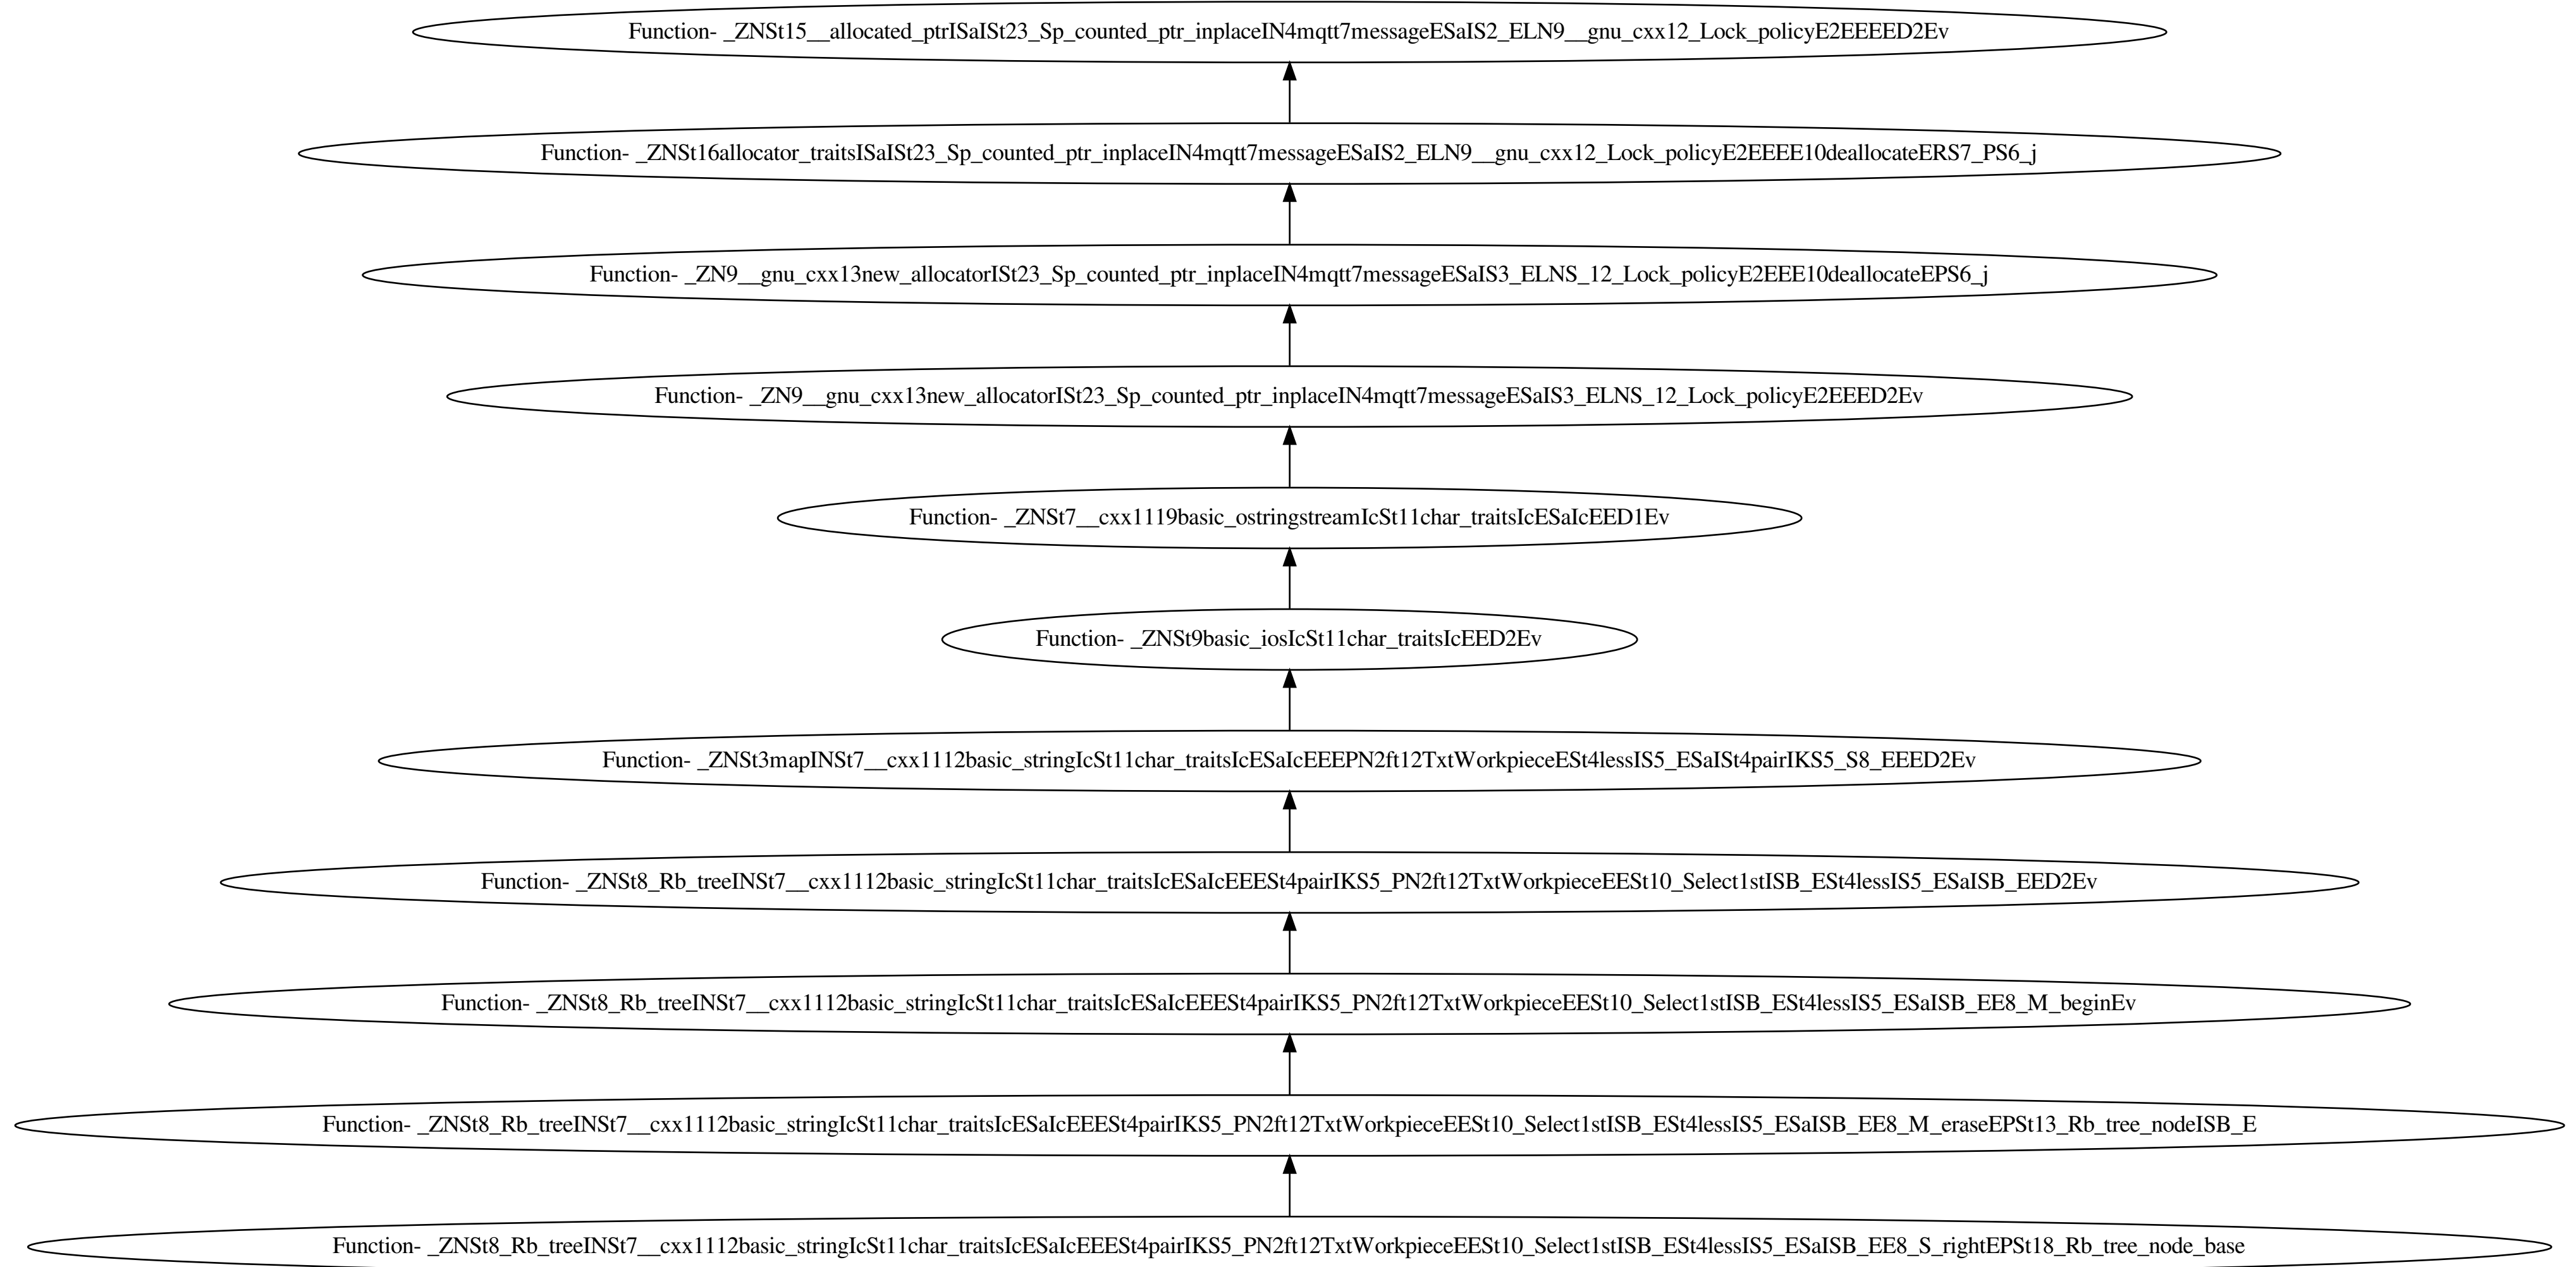 Function- _ZNSt15__allocated_ptrISaISt23_Sp_counted_ptr_inplaceIN4mqtt7messageESaIS2_ELN9__gnu_cxx12_Lock_policyE2EEEED2Ev
Function- _ZNSt16allocator_traitsISaISt23_Sp_counted_ptr_inplaceIN4mqtt7messageESaIS2_ELN9__gnu_cxx12_Lock_policyE2EEEE10deallocateERS7_PS6_j
Function- _ZN9__gnu_cxx13new_allocatorISt23_Sp_counted_ptr_inplaceIN4mqtt7messageESaIS3_ELNS_12_Lock_policyE2EEE10deallocateEPS6_j
Function- _ZN9__gnu_cxx13new_allocatorISt23_Sp_counted_ptr_inplaceIN4mqtt7messageESaIS3_ELNS_12_Lock_policyE2EEED2Ev
Function- _ZNSt7__cxx1119basic_ostringstreamIcSt11char_traitsIcESaIcEED1Ev
Function- _ZNSt9basic_iosIcSt11char_traitsIcEED2Ev
Function- _ZNSt3mapINSt7__cxx1112basic_stringIcSt11char_traitsIcESaIcEEEPN2ft12TxtWorkpieceESt4lessIS5_ESaISt4pairIKS5_S8_EEED2Ev
Function- _ZNSt8_Rb_treeINSt7__cxx1112basic_stringIcSt11char_traitsIcESaIcEEESt4pairIKS5_PN2ft12TxtWorkpieceEESt10_Select1stISB_ESt4lessIS5_ESaISB_EED2Ev
Function- _ZNSt8_Rb_treeINSt7__cxx1112basic_stringIcSt11char_traitsIcESaIcEEESt4pairIKS5_PN2ft12TxtWorkpieceEESt10_Select1stISB_ESt4lessIS5_ESaISB_EE8_M_beginEv
Function- _ZNSt8_Rb_treeINSt7__cxx1112basic_stringIcSt11char_traitsIcESaIcEEESt4pairIKS5_PN2ft12TxtWorkpieceEESt10_Select1stISB_ESt4lessIS5_ESaISB_EE8_M_eraseEPSt13_Rb_tree_nodeISB_E
Function- _ZNSt8_Rb_treeINSt7__cxx1112basic_stringIcSt11char_traitsIcESaIcEEESt4pairIKS5_PN2ft12TxtWorkpieceEESt10_Select1stISB_ESt4lessIS5_ESaISB_EE8_S_rightEPSt18_Rb_tree_node_base